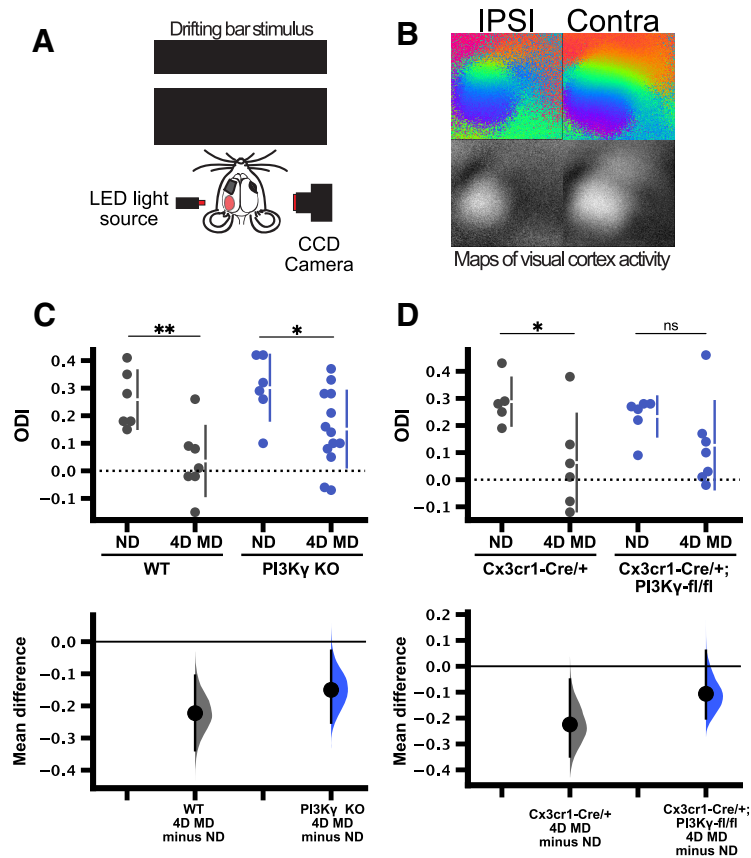 A
Drifting bar stimulus
LED light
source
CCD
Camera
B
IPSI Contra
Maps of visual cortex activity
C
** *
ODI
0.4
0.3
0.2
0.1
0.0
−0.1
ND 4D MD ND 4D MD
WT PI3Kγ KO
Mean difference
0.0
−0.1
−0.2
−0.3
−0.4
WT
4D MD
minus ND
PI3Kγ KO
4D MD
minus ND
D
* ns
ODI
0.4
0.3
0.2
0.1
0.0
−0.1
ND 4D MD ND 4D MD
Cx3cr1-Cre/+ Cx3cr1-Cre/+;
PI3Kγ-fl/fl
Mean difference
0.2
0.1
0.0
−0.1
−0.2
−0.3
−0.4
Cx3cr1-Cre/+
4D MD
minus ND
Cx3cr1-Cre/+;
PI3Kγ-fl/fl
4D MD
minus ND